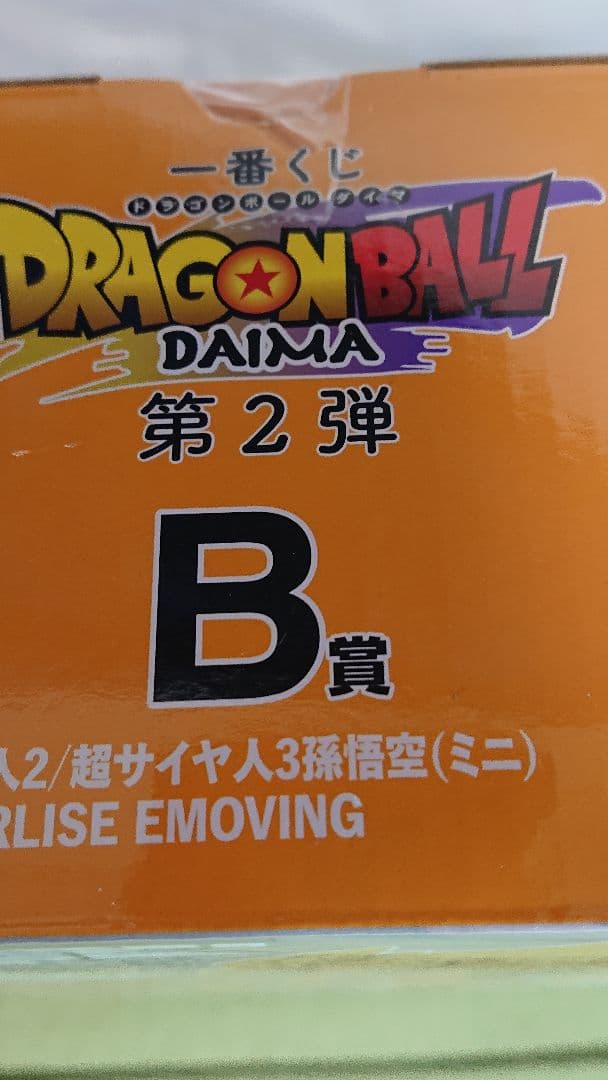 一番くじ
ドラゴンボール ダイマ
DRAGON BALL
DAIMA
第2弾
B賞
人2/超サイヤ人3孫悟空(ミニ)
RLISE EMOVING